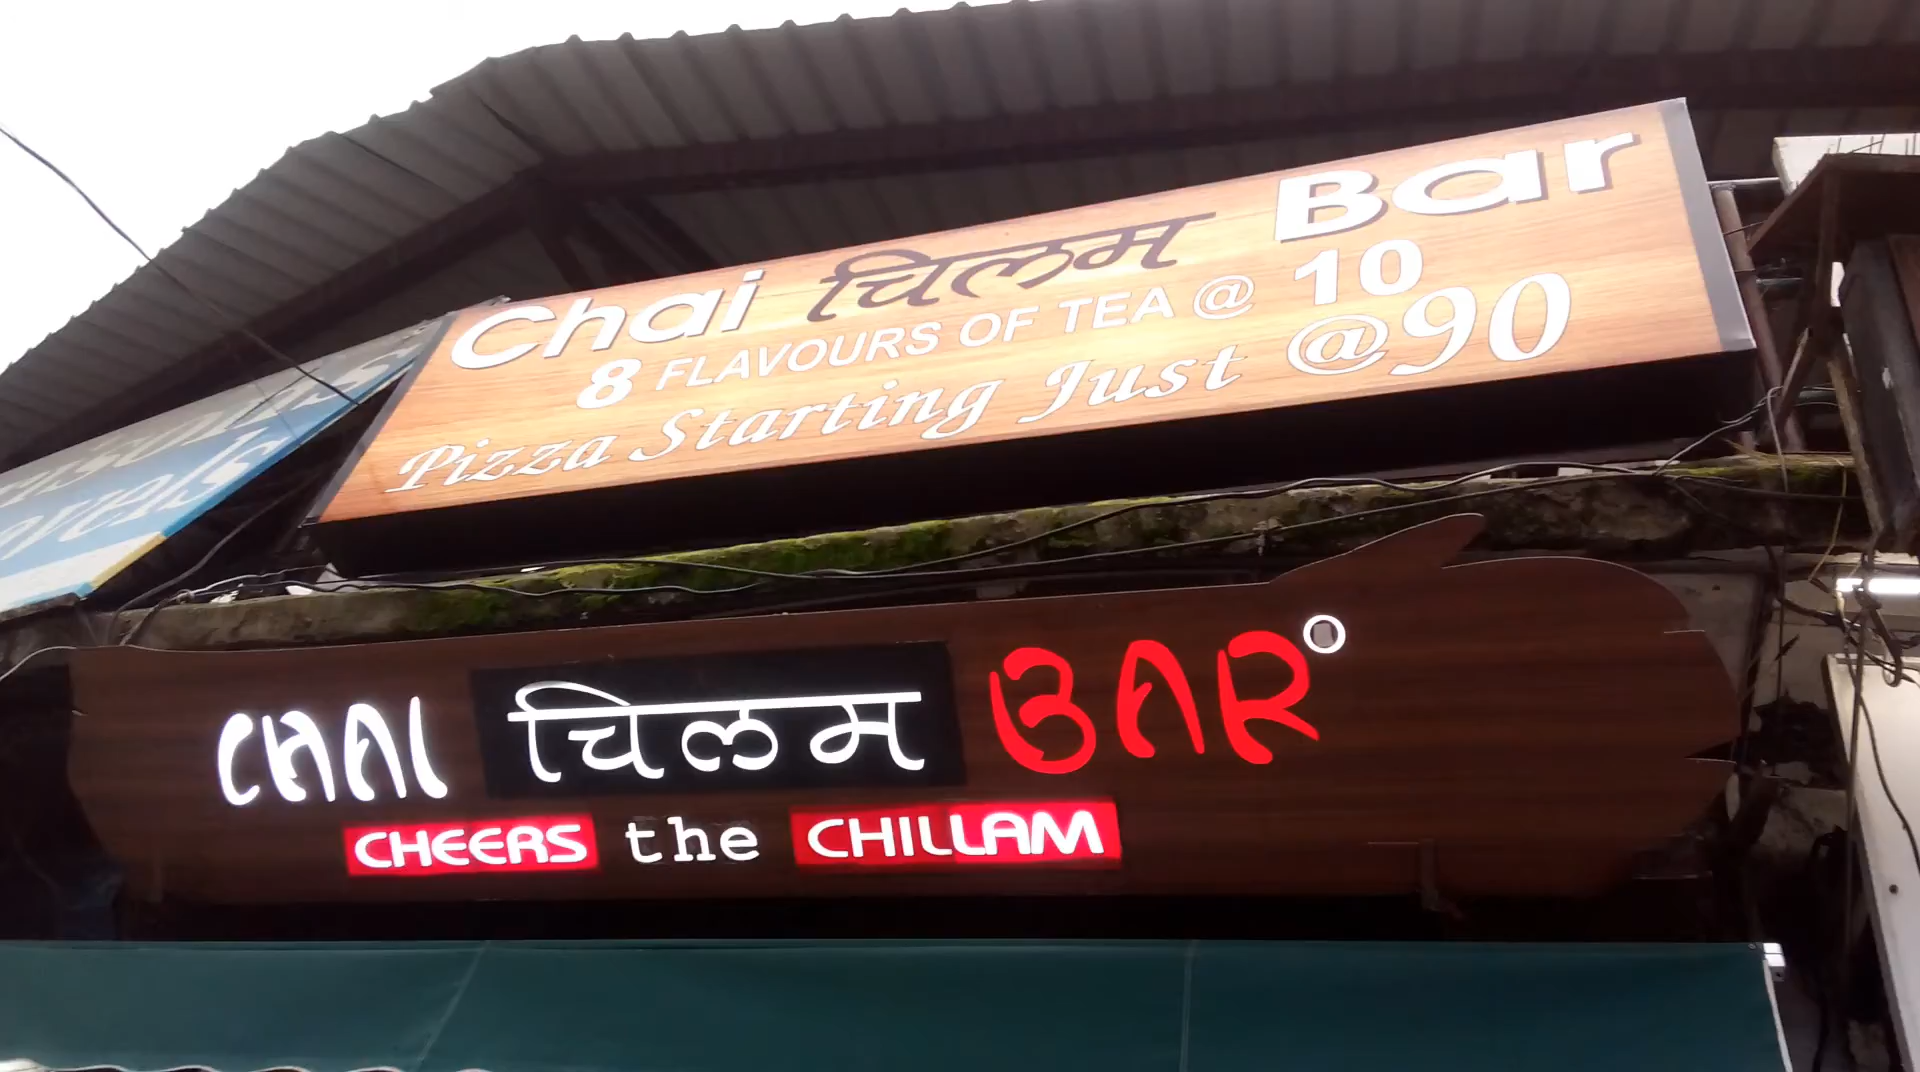 Chai चिलम Bar
8 FLAVOURS OF TEA @ 10
Pizza Starting Just @90
CHAI चिलम BAR
CHEERS the CHILLAM